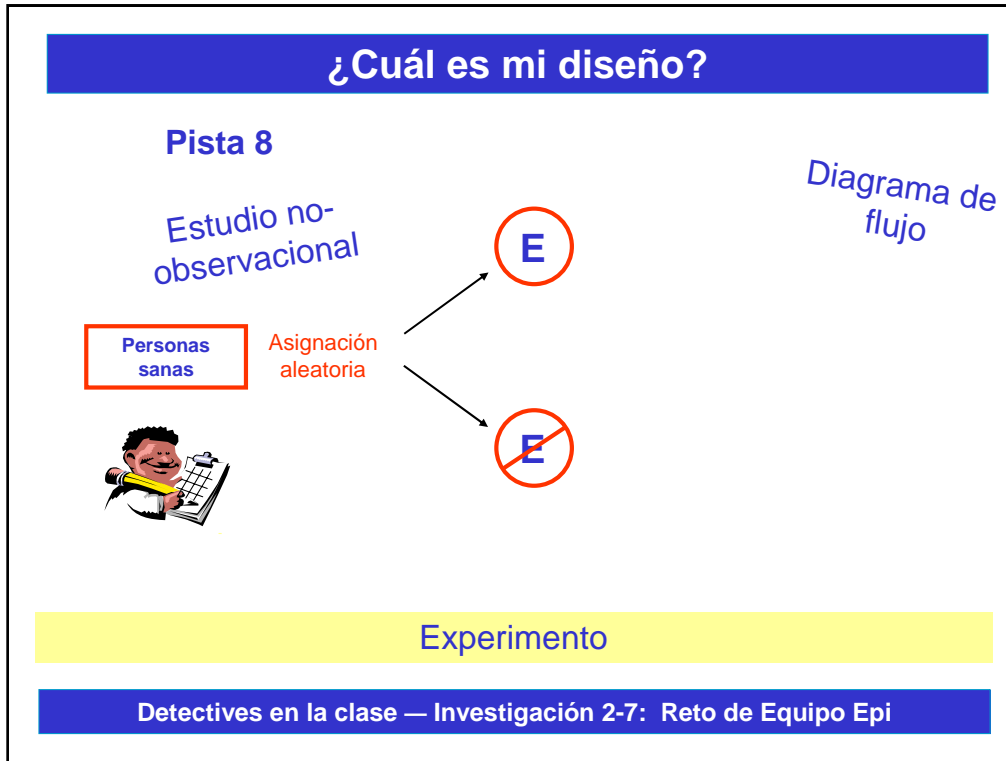 ¿Cuál es mi diseño?
Pista 8
Diagrama de
flujo
Estudio no-
observacional
E
Personas
sanas
Asignación
aleatoria
E
Experimento
Detectives en la clase — Investigación 2-7: Reto de Equipo Epi